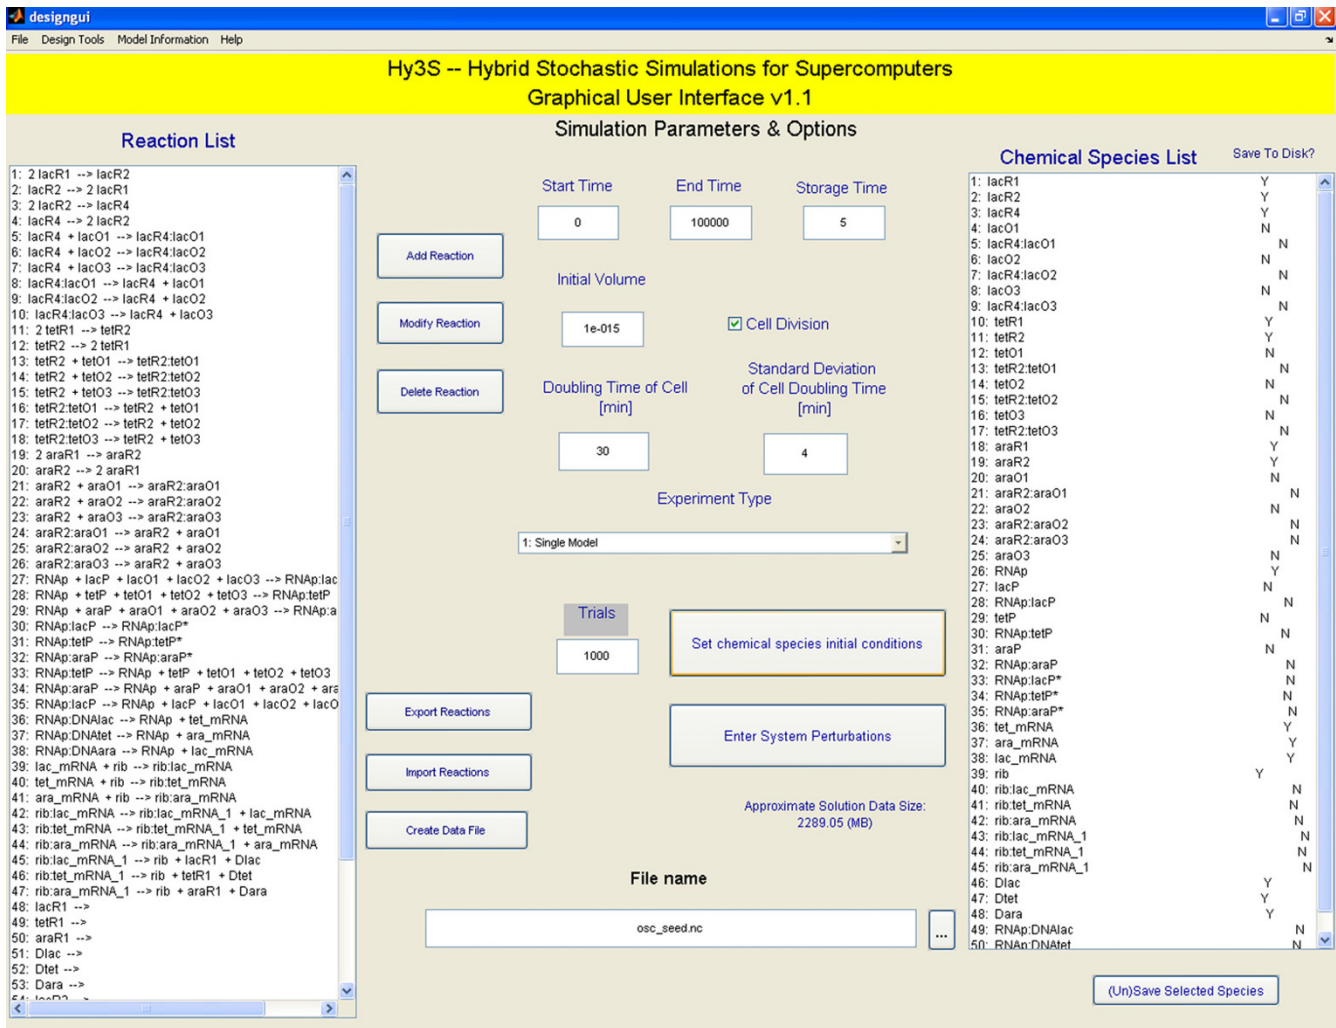 designgui
File Design Tools Model Information Help
Hy3S -- Hybrid Stochastic Simulations for Supercomputers
Graphical User Interface v1.1
Reaction List
1: 2 lacR1 --> lacR2
2: lacR2 --> 2 lacR1
3: 2 lacR2 --> lacR4
4: lacR4 --> 2 lacR2
5: lacR4 + lacO1 --> lacR4:lacO1
6: lacR4 + lacO2 --> lacR4:lacO2
7: lacR4 + lacO3 --> lacR4:lacO3
8: lacR4:lacO1 --> lacR4 + lacO1
9: lacR4:lacO2 --> lacR4 + lacO2
10: lacR4:lacO3 --> lacR4 + lacO3
11: 2 tetR1 --> tetR2
12: tetR2 --> 2 tetR1
13: tetR2 + tetO1 --> tetR2:tetO1
14: tetR2 + tetO2 --> tetR2:tetO2
15: tetR2 + tetO3 --> tetR2:tetO3
16: tetR2:tetO1 --> tetR2 + tetO1
17: tetR2:tetO2 --> tetR2 + tetO2
18: tetR2:tetO3 --> tetR2 + tetO3
19: 2 araR1 --> araR2
20: araR2 --> 2 araR1
21: araR2 + araO1 --> araR2:araO1
22: araR2 + araO2 --> araR2:araO2
23: araR2 + araO3 --> araR2:araO3
24: araR2:araO1 --> araR2 + araO1
25: araR2:araO2 --> araR2 + araO2
26: araR2:araO3 --> araR2 + araO3
27: RNAp + lacP + lacO1 + lacO2 + lacO3 --> RNAp:lac
28: RNAp + tetP + tetO1 + tetO2 + tetO3 --> RNAp:tetP
29: RNAp + araP + araO1 + araO2 + araO3 --> RNAp:a
30: RNAp:lacP --> RNAp:lacP*
31: RNAp:tetP --> RNAp:tetP*
32: RNAp:araP --> RNAp:araP*
33: RNAp:tetP --> RNAp + tetP + tetO1 + tetO2 + tetO3
34: RNAp:araP --> RNAp + araP + araO1 + araO2 + ara
35: RNAp:lacP --> RNAp + lacP + lacO1 + lacO2 + lacO
36: RNAp:DNAlac --> RNAp + tet_mRNA
37: RNAp:DNAtet --> RNAp + ara_mRNA
38: RNAp:DNAara --> RNAp + lac_mRNA
39: lac_mRNA + rib --> rib:lac_mRNA
40: tet_mRNA + rib --> rib:tet_mRNA
41: ara_mRNA + rib --> rib:ara_mRNA
42: rib:lac_mRNA --> rib:lac_mRNA_1 + lac_mRNA
43: rib:tet_mRNA --> rib:tet_mRNA_1 + tet_mRNA
44: rib:ara_mRNA --> rib:ara_mRNA_1 + ara_mRNA
45: rib:lac_mRNA_1 --> rib + lacR1 + Dlac
46: rib:tet_mRNA_1 --> rib + tetR1 + Dtet
47: rib:ara_mRNA_1 --> rib + araR1 + Dara
48: lacR1 -->
49: tetR1 -->
50: araR1 -->
51: Dlac -->
52: Dtet -->
53: Dara -->
Add Reaction
Modify Reaction
Delete Reaction
Export Reactions
Import Reactions
Create Data File
Simulation Parameters & Options
Start Time End Time Storage Time
0 100000 5
Initial Volume
1e-015
Cell Division
Doubling Time of Cell
[min]
Standard Deviation
of Cell Doubling Time
[min]
30 4
Experiment Type
1: Single Model
Trials
1000
Set chemical species initial conditions
Enter System Perturbations
Approximate Solution Data Size:
2289.05 (MB)
File name
osc_seed.nc
...
Chemical Species List Save To Disk?
1: lacR1 Y
2: lacR2 Y
3: lacR4 Y
4: lacO1 N
5: lacR4:lacO1 N
6: lacO2 N
7: lacR4:lacO2 N
8: lacO3 N
9: lacR4:lacO3 N
10: tetR1 Y
11: tetR2 Y
12: tetO1 N
13: tetR2:tetO1 N
14: tetO2 N
15: tetR2:tetO2 N
16: tetO3 N
17: tetR2:tetO3 N
18: araR1 Y
19: araR2 Y
20: araO1 N
21: araR2:araO1 N
22: araO2 N
23: araR2:araO2 N
24: araR2:araO3 N
25: araO3 N
26: RNAp Y
27: lacP N
28: RNAp:lacP N
29: tetP N
30: RNAp:tetP N
31: araP N
32: RNAp:araP N
33: RNAp:lacP* N
34: RNAp:tetP* N
35: RNAp:araP* N
36: tet_mRNA Y
37: ara_mRNA Y
38: lac_mRNA Y
39: rib Y
40: rib:lac_mRNA N
41: rib:tet_mRNA N
42: rib:ara_mRNA N
43: rib:lac_mRNA_1 N
44: rib:tet_mRNA_1 N
45: rib:ara_mRNA_1 N
46: Dlac Y
47: Dtet Y
48: Dara Y
49: RNAp:DNAlac N
50: RNAp:DNAtet N
(Un)Save Selected Species